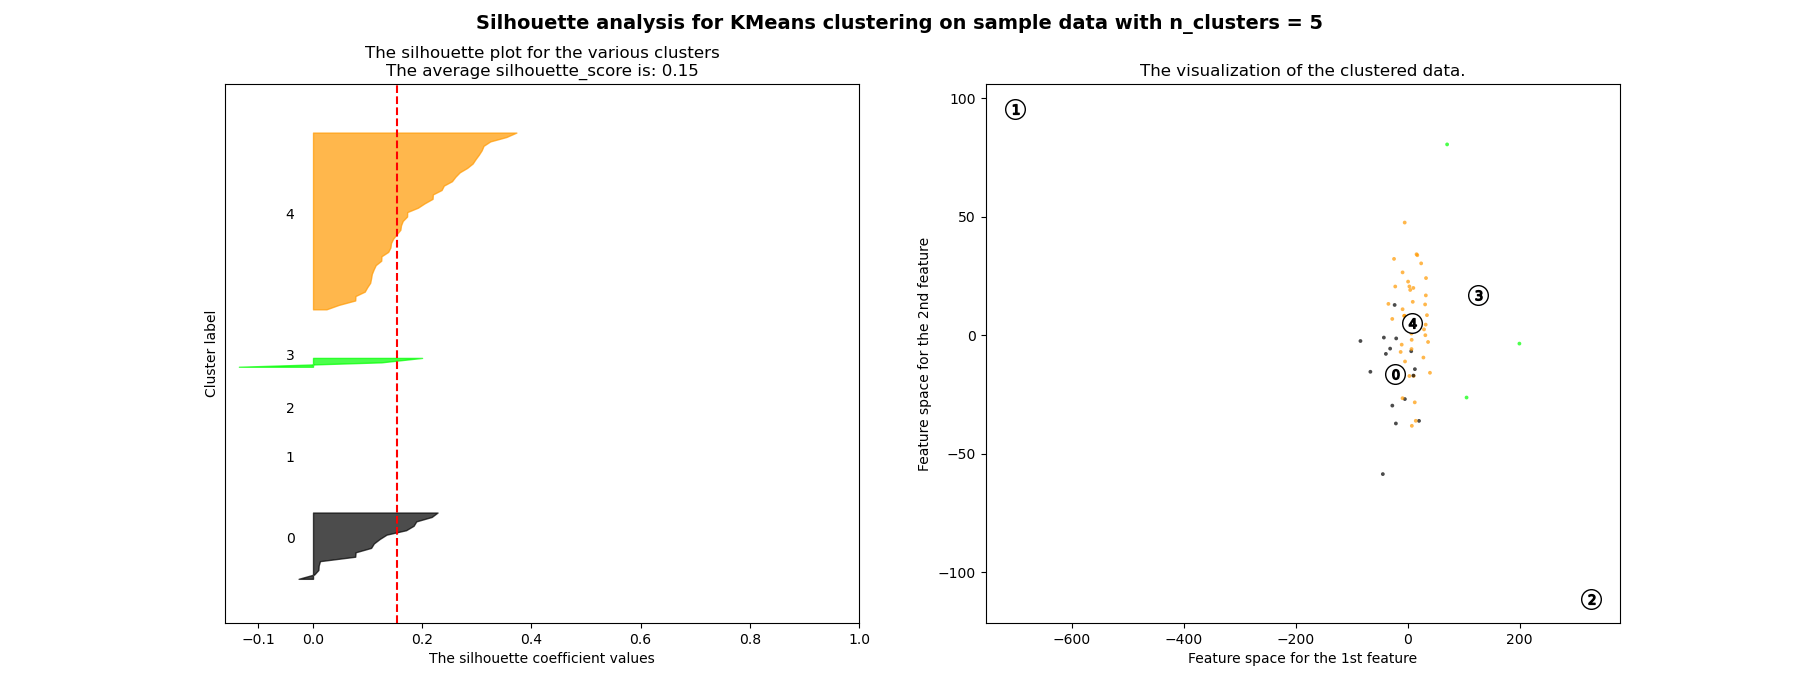 Silhouette analysis for KMeans clustering on sample data with n_clusters = 5
The silhouette plot for the various clusters
The average silhouette_score is: 0.15
Cluster label
4
3
2
1
0
−0.1 0.0 0.2 0.4 0.6 0.8 1.0
The silhouette coefficient values
The visualization of the clustered data.
Feature space for the 2nd feature
100
50
0
−50
−100
1
3
4
0
2
−600 −400 −200 0 200
Feature space for the 1st feature